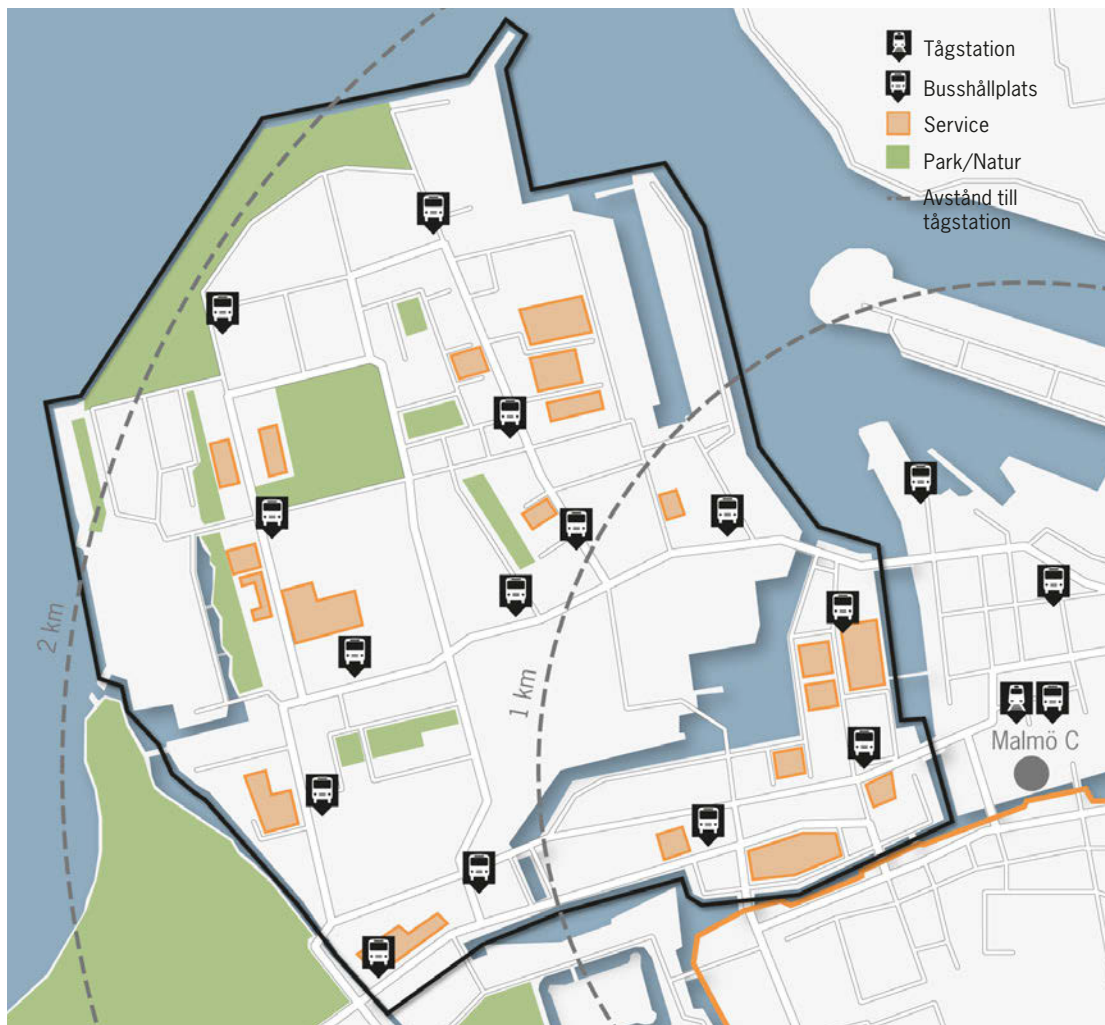 Tågstation
Busshållplats
Service
Park/Natur
Avstånd till
tågstation
2 km
1 km
Malmö C